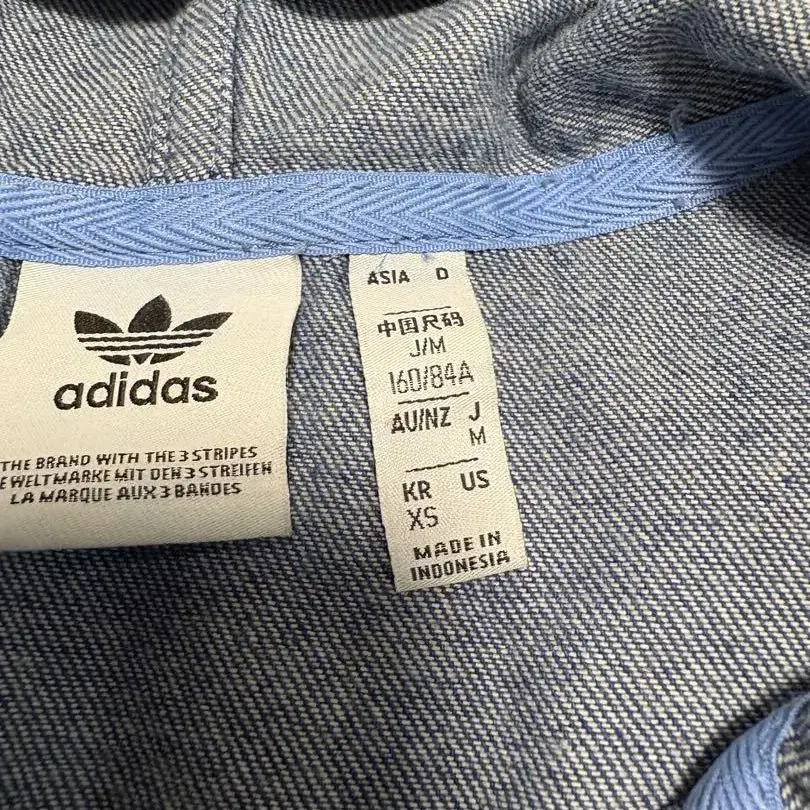 adidas
THE BRAND WITH THE 3 STRIPES
E WELTMARKE MIT DEN 3 STREIFEN
LA MARQUE AUX 3 BANDES
ASIA D
中国尺码
J/M
160/84A
AU/NZ J
M
KR US
XS
MADE IN
INDONESIA